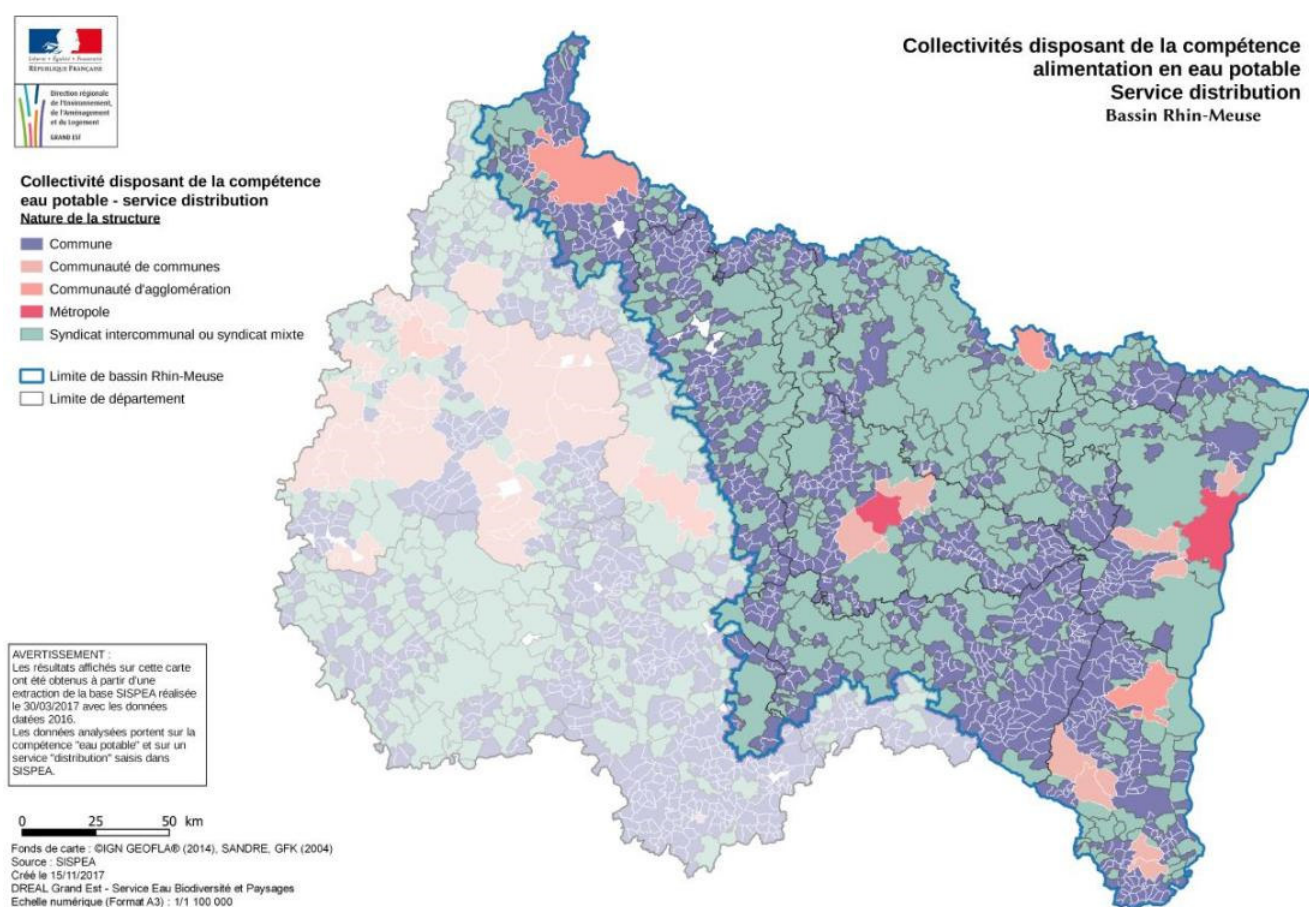 Liberté • Égalité • Fraternité
RÉPUBLIQUE FRANÇAISE
Direction régionale
de l'Environnement,
de l'Aménagement
et du Logement
GRAND EST
Collectivités disposant de la compétence
alimentation en eau potable
Service distribution
Bassin Rhin-Meuse
Collectivité disposant de la compétence
eau potable - service distribution
Nature de la structure
Commune
Communauté de communes
Communauté d'agglomération
Métropole
Syndicat intercommunal ou syndicat mixte
Limite de bassin Rhin-Meuse
Limite de département
AVERTISSEMENT :
Les résultats affichés sur cette carte
ont été obtenus à partir d'une
extraction de la base SISPEA réalisée
le 30/03/2017 avec les données
datées 2016.
Les données analysées portent sur la
compétence "eau potable" et sur un
service "distribution" saisis dans
SISPEA.
0 25 50 km
Fonds de carte : ©IGN GEOFLA® (2014), SANDRE, GFK (2004)
Source : SISPEA
Créé le 15/11/2017
DREAL Grand Est - Service Eau Biodiversité et Paysages
Echelle numérique (Format A3) : 1/1 100 000